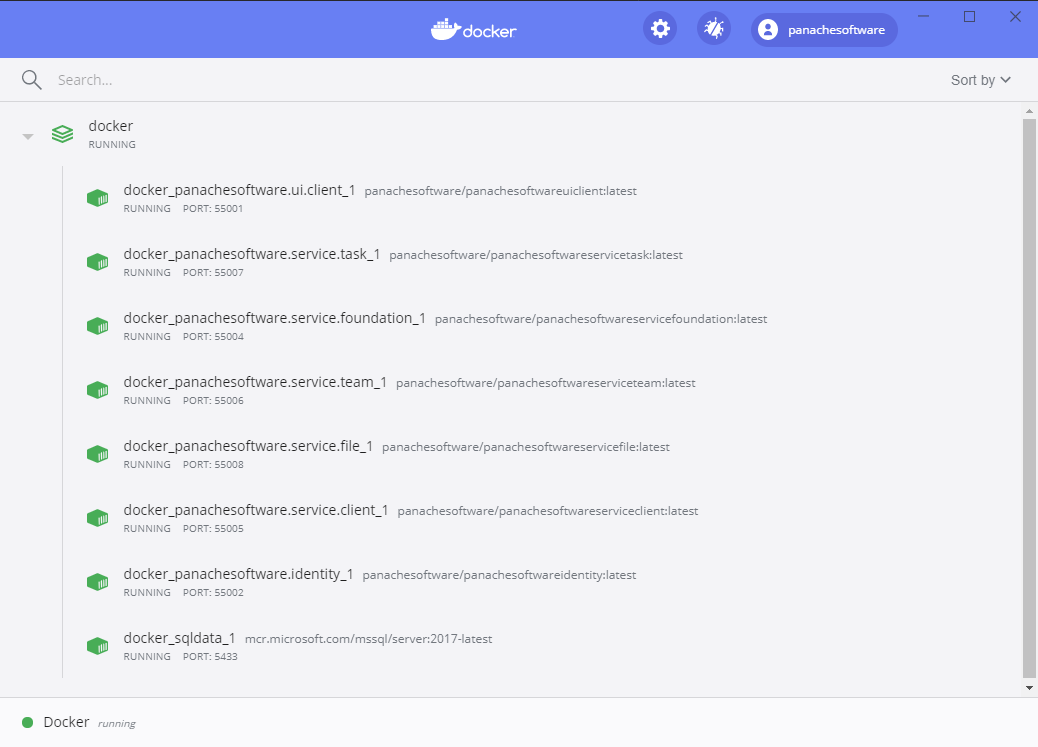 docker
panachesoftware
Search...
Sort by
docker
RUNNING
docker_panachesoftware.ui.client_1 panachesoftware/panachesoftwareuiclient:latest
RUNNING PORT: 55001
docker_panachesoftware.service.task_1 panachesoftware/panachesoftwareservicetask:latest
RUNNING PORT: 55007
docker_panachesoftware.service.foundation_1 panachesoftware/panachesoftwareservicefoundation:latest
RUNNING PORT: 55004
docker_panachesoftware.service.team_1 panachesoftware/panachesoftwareserviceteam:latest
RUNNING PORT: 55006
docker_panachesoftware.service.file_1 panachesoftware/panachesoftwareservicefile:latest
RUNNING PORT: 55008
docker_panachesoftware.service.client_1 panachesoftware/panachesoftwareserviceclient:latest
RUNNING PORT: 55005
docker_panachesoftware.identity_1 panachesoftware/panachesoftwareidentity:latest
RUNNING PORT: 55002
docker_sqldata_1 mcr.microsoft.com/mssql/server:2017-latest
RUNNING PORT: 5433
Docker running